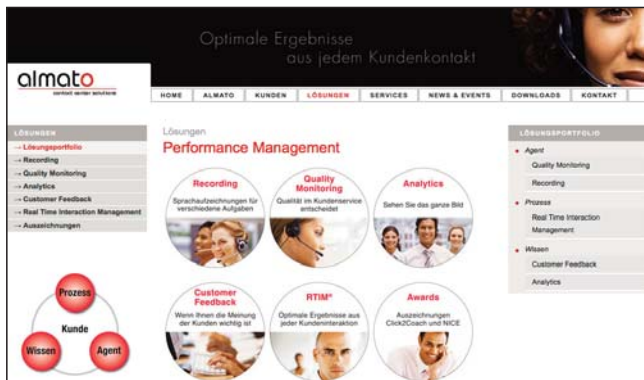 Optimale Ergebnisse
aus jedem Kundenkontakt
almato
contact center solutions
HOME ALMATO KUNDEN LÖSUNGEN SERVICES NEWS & EVENTS DOWNLOADS KONTAKT
LÖSUNGEN
→ Lösungsportfolio
→ Recording
→ Quality Monitoring
→ Analytics
→ Customer Feedback
→ Real Time Interaction Management
→ Auszeichnungen
Prozess
Kunde
Wissen
Agent
Lösungen
Performance Management
Recording
Sprachaufzeichnungen für
verschiedene Aufgaben
Quality
Monitoring
Qualität im Kundenservice
entscheidet
Analytics
Sehen Sie das ganze Bild
Customer
Feedback
Wenn Ihnen die Meinung
der Kunden wichtig ist
RTIM®
Optimale Ergebnisse aus
jeder Kundeninteraktion
Awards
Auszeichnungen
Click2Coach und NICE
LÖSUNGSPORTFOLIO
Agent
Quality Monitoring
Recording
Prozess
Real Time Interaction
Management
Wissen
Customer Feedback
Analytics